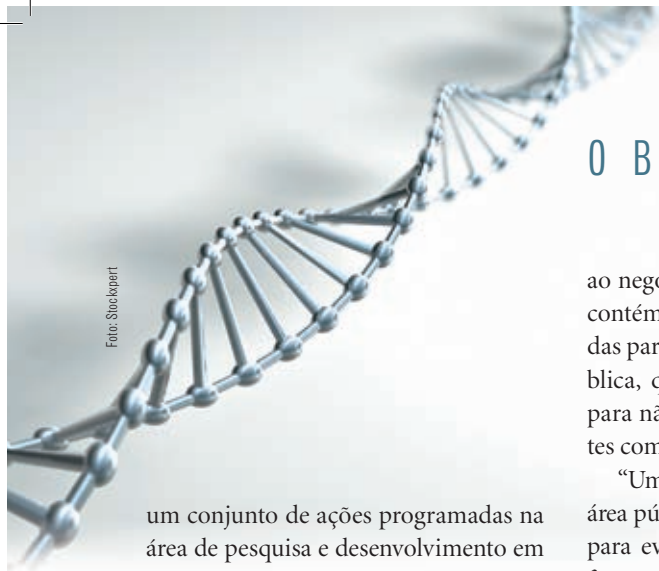 Foto: Stockxpert
um conjunto de ações programadas na
área de pesquisa e desenvolvimento em
O B
ao nego
contém
das par
blica, q
para nã
tes com
“Um
área pú
para ev